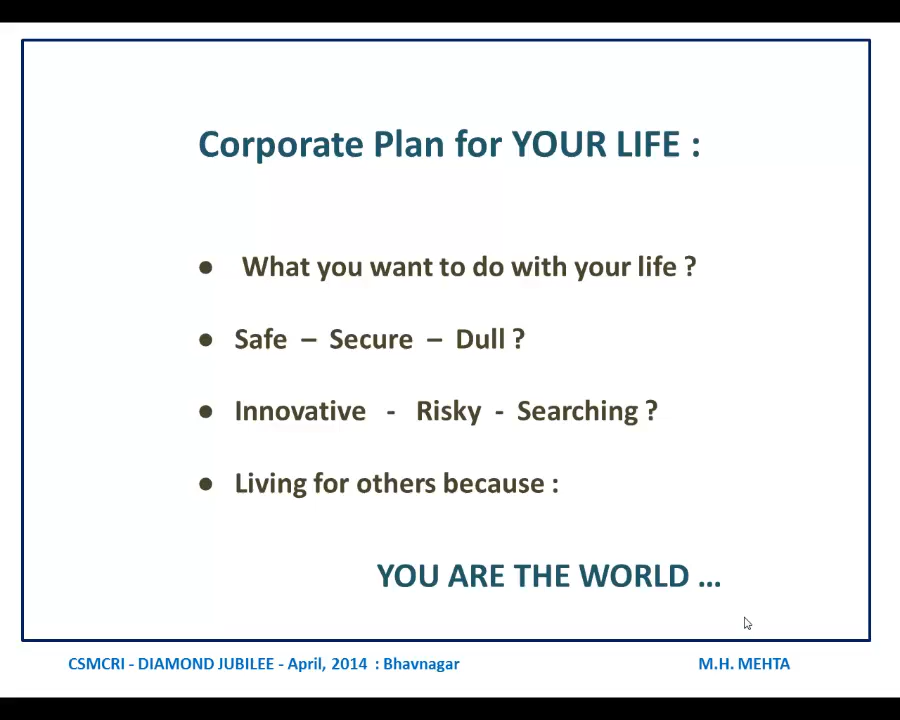 Corporate Plan for YOUR LIFE :
● What you want to do with your life ?
● Safe – Secure – Dull ?
● Innovative - Risky - Searching ?
● Living for others because :
YOU ARE THE WORLD ...
CSMCRI - DIAMOND JUBILEE - April, 2014 : Bhavnagar M.H. MEHTA